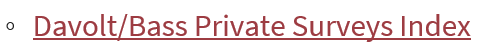 ◦ Davolt/Bass Private Surveys Index